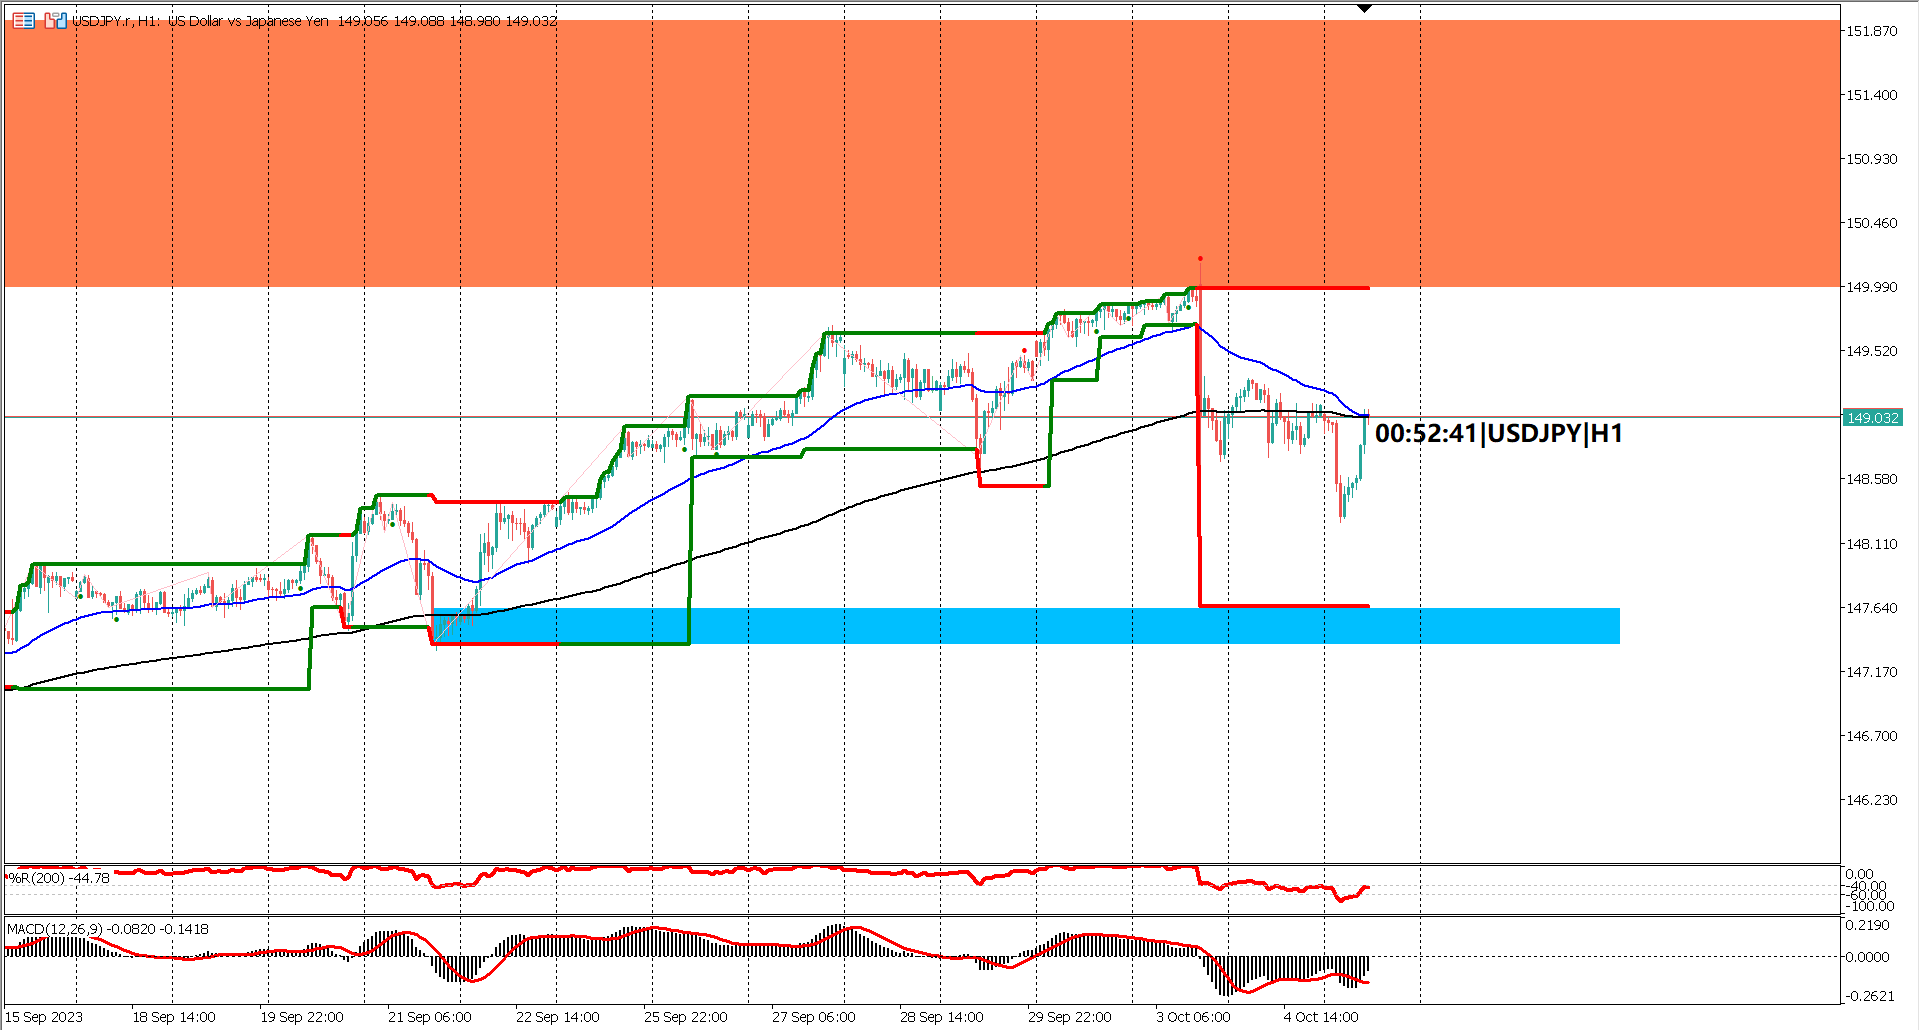 USDJPY.r, H1: US Dollar vs Japanese Yen 149.056 149.088 148.980 149.032
151.870
151.400
150.930
150.460
149.990
149.520
149.032
00:52:41|USDJPY|H1
148.580
148.110
147.640
147.170
146.700
146.230
%R(200) -44.78
0.00
-40.00
-60.00
-100.00
MACD(12,26,9) -0.0820 -0.1418
0.2190
0.0000
-0.2621
15 Sep 2023
18 Sep 14:00
19 Sep 22:00
21 Sep 06:00
22 Sep 14:00
25 Sep 22:00
27 Sep 06:00
28 Sep 14:00
29 Sep 22:00
3 Oct 06:00
4 Oct 14:00